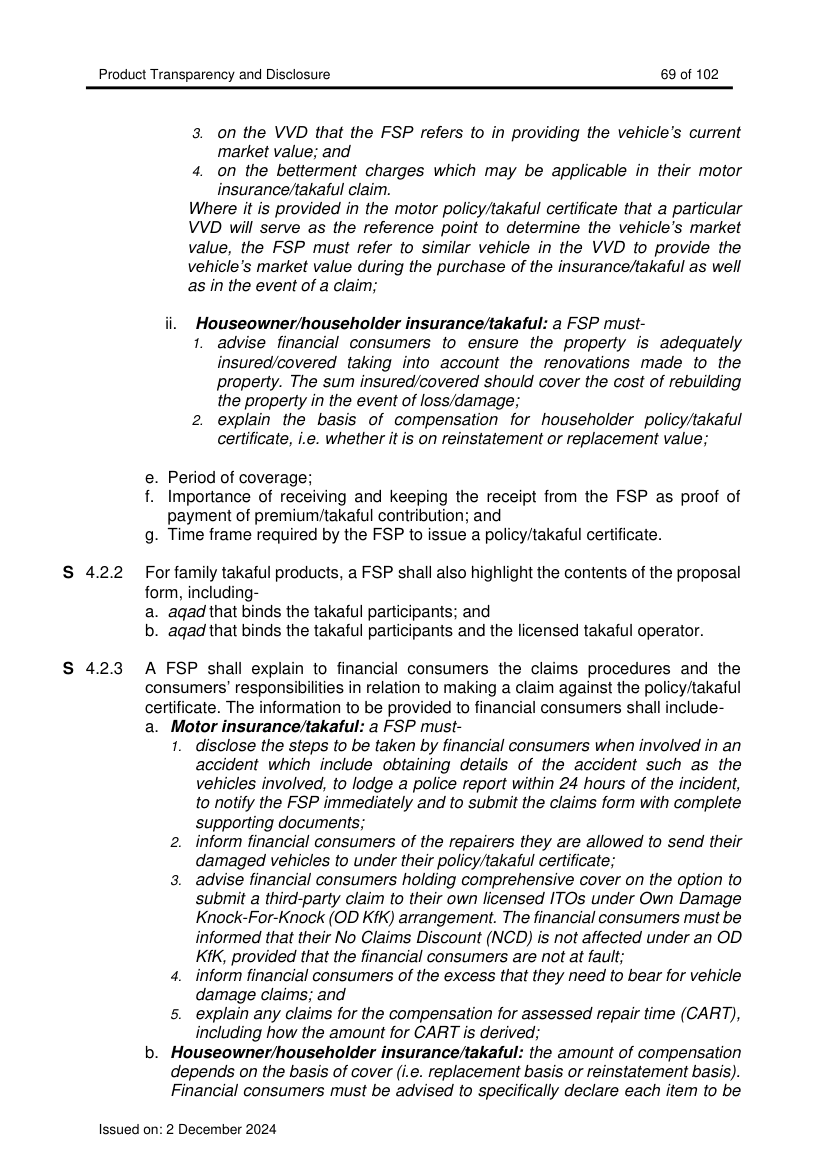 Product Transparency and Disclosure 69 of 102
3. on the VVD that the FSP refers to in providing the vehicle's current
market value; and
4. on the betterment charges which may be applicable in their motor
insurance/takaful claim.
Where it is provided in the motor policy/takaful certificate that a particular
VVD will serve as the reference point to determine the vehicle's market
value, the FSP must refer to similar vehicle in the VVD to provide the
vehicle's market value during the purchase of the insurance/takaful as well
as in the event of a claim;
ii. Houseowner/householder insurance/takaful: a FSP must-
1. advise financial consumers to ensure the property is adequately
insured/covered taking into account the renovations made to the
property. The sum insured/covered should cover the cost of rebuilding
the property in the event of loss/damage;
2. explain the basis of compensation for householder policy/takaful
certificate, i.e. whether it is on reinstatement or replacement value;
e. Period of coverage;
f. Importance of receiving and keeping the receipt from the FSP as proof of
payment of premium/takaful contribution; and
g. Time frame required by the FSP to issue a policy/takaful certificate.
S 4.2.2 For family takaful products, a FSP shall also highlight the contents of the proposal
form, including-
a. aqad that binds the takaful participants; and
b. aqad that binds the takaful participants and the licensed takaful operator.
S 4.2.3 A FSP shall explain to financial consumers the claims procedures and the
consumers' responsibilities in relation to making a claim against the policy/takaful
certificate. The information to be provided to financial consumers shall include-
a. Motor insurance/takaful: a FSP must-
1. disclose the steps to be taken by financial consumers when involved in an
accident which include obtaining details of the accident such as the
vehicles involved, to lodge a police report within 24 hours of the incident,
to notify the FSP immediately and to submit the claims form with complete
supporting documents;
2. inform financial consumers of the repairers they are allowed to send their
damaged vehicles to under their policy/takaful certificate;
3. advise financial consumers holding comprehensive cover on the option to
submit a third-party claim to their own licensed ITOs under Own Damage
Knock-For-Knock (OD KfK) arrangement. The financial consumers must be
informed that their No Claims Discount (NCD) is not affected under an OD
KfK, provided that the financial consumers are not at fault;
4. inform financial consumers of the excess that they need to bear for vehicle
damage claims; and
5. explain any claims for the compensation for assessed repair time (CART),
including how the amount for CART is derived;
b. Houseowner/householder insurance/takaful: the amount of compensation
depends on the basis of cover (i.e. replacement basis or reinstatement basis).
Financial consumers must be advised to specifically declare each item to be
Issued on: 2 December 2024